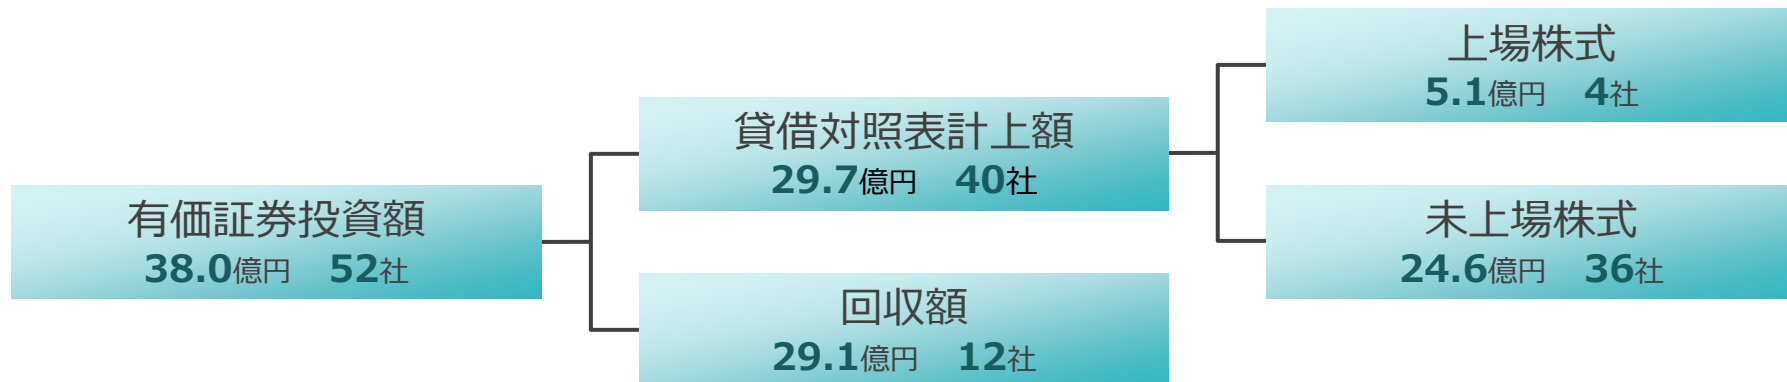 有価証券投資額
38.0億円 52社
貸借対照表計上額
29.7億円 40社
回収額
29.1億円 12社
上場株式
5.1億円 4社
未上場株式
24.6億円 36社